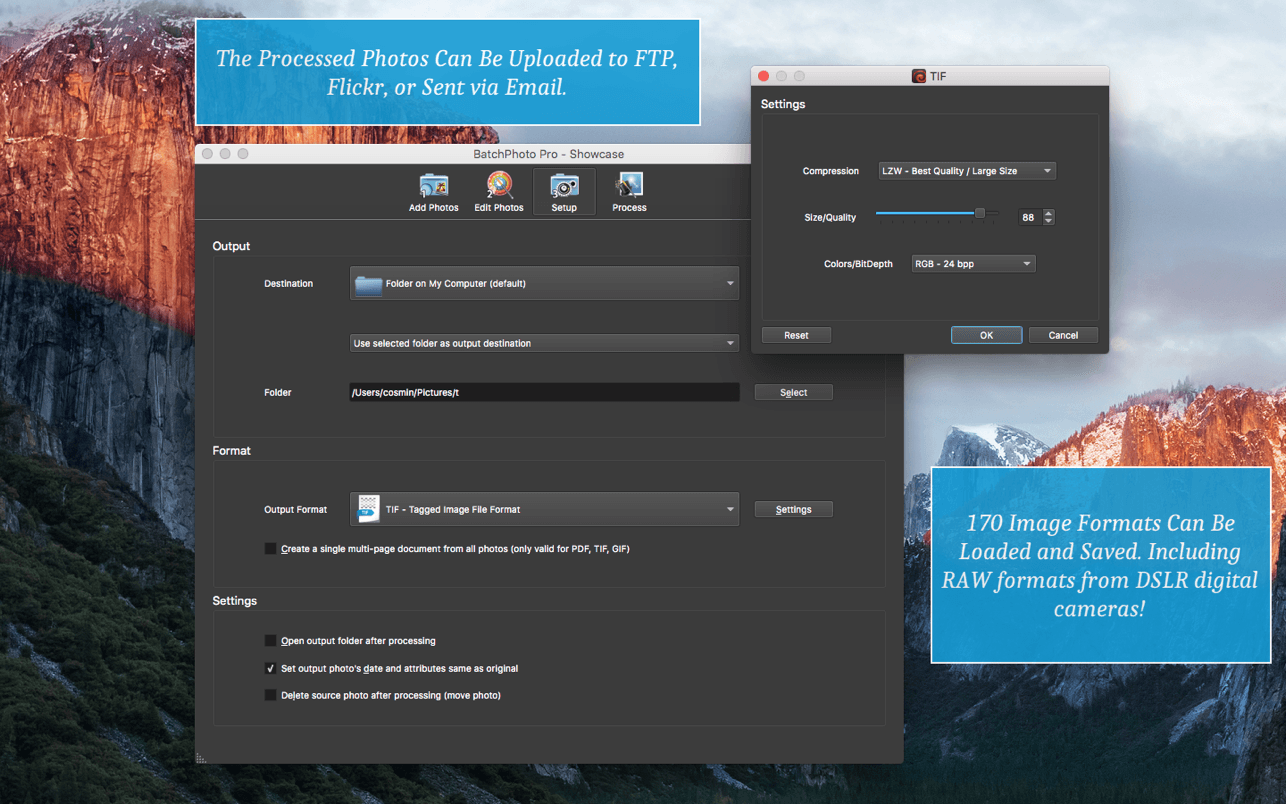 The Processed Photos Can Be Uploaded to FTP,
Flickr, or Sent via Email.
BatchPhoto Pro - Showcase
1
Add Photos
2
Edit Photos
3
Setup
4
Process
Output
Destination
Folder on My Computer (default)
Use selected folder as output destination
Folder
/Users/cosmin/Pictures/t
Select
Format
Output Format
TIF
TIF - Tagged Image File Format
Settings
Create a single multi-page document from all photos (only valid for PDF, TIF, GIF)
Settings
Open output folder after processing
Set output photo's date and attributes same as original
Delete source photo after processing (move photo)
TIF
Settings
Compression
LZW - Best Quality / Large Size
Size/Quality
88
Colors/BitDepth
RGB - 24 bpp
Reset
OK
Cancel
170 Image Formats Can Be
Loaded and Saved. Including
RAW formats from DSLR digital
cameras!